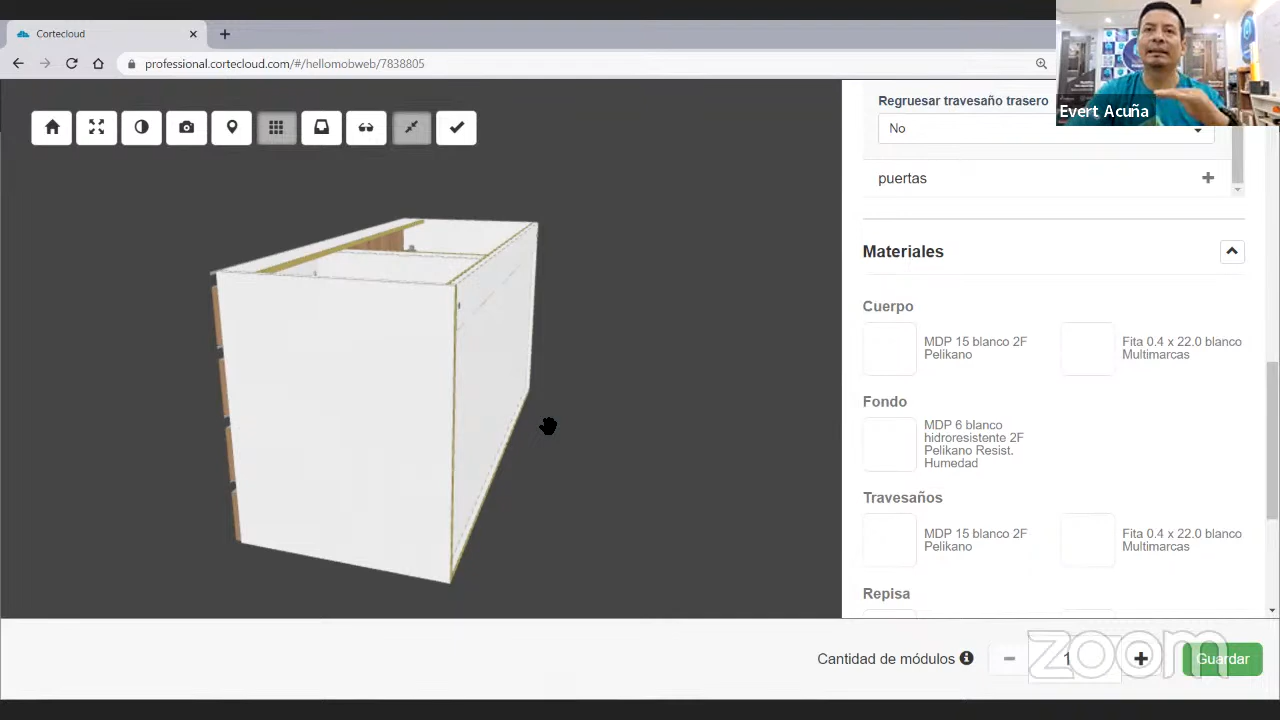 Cortecloud
professional.cortecloud.com/#/hellomobweb/7838805
Evert Acuña
Regruesar travesaño trasero
No
puertas
Materiales
Cuerpo
MDP 15 blanco 2F
Pelikano
Fita 0.4 x 22.0 blanco
Multimarcas
Fondo
MDP 6 blanco
hidroresistente 2F
Pelikano Resist.
Humedad
Travesaños
MDP 15 blanco 2F
Pelikano
Fita 0.4 x 22.0 blanco
Multimarcas
Repisa
Cantidad de módulos
1
Guardar
zoom